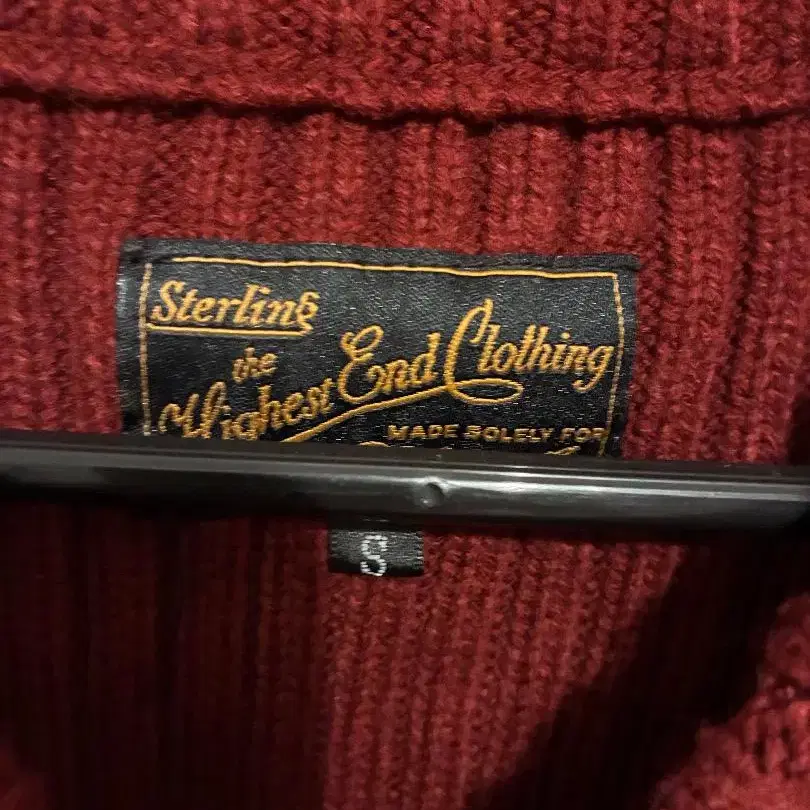 Sterling
the
Highest End Clothing
MADE SOLELY FOR
S